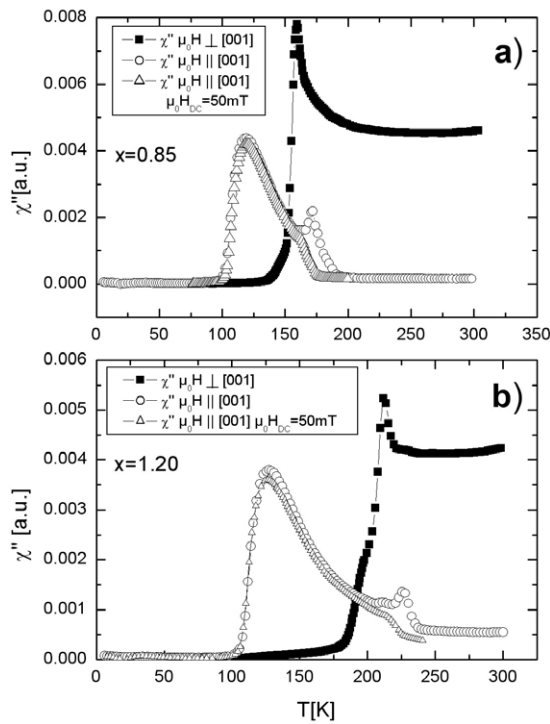 0.008
0.006
0.004
0.002
0.000
χ''[a.u.]
χ'' μ₀H ⊥ [001]
χ'' μ₀H || [001]
χ'' μ₀H || [001]
μ₀H_DC=50mT
a)
x=0.85
0 50 100 150 200 250 300 350
0.006
0.005
0.004
0.003
0.002
0.001
0.000
χ'' [a.u.]
χ'' μ₀H ⊥ [001]
χ'' μ₀H || [001]
χ'' μ₀H || [001] μ₀H_DC=50mT
b)
x=1.20
0 50 100 150 200 250 300
T[K]